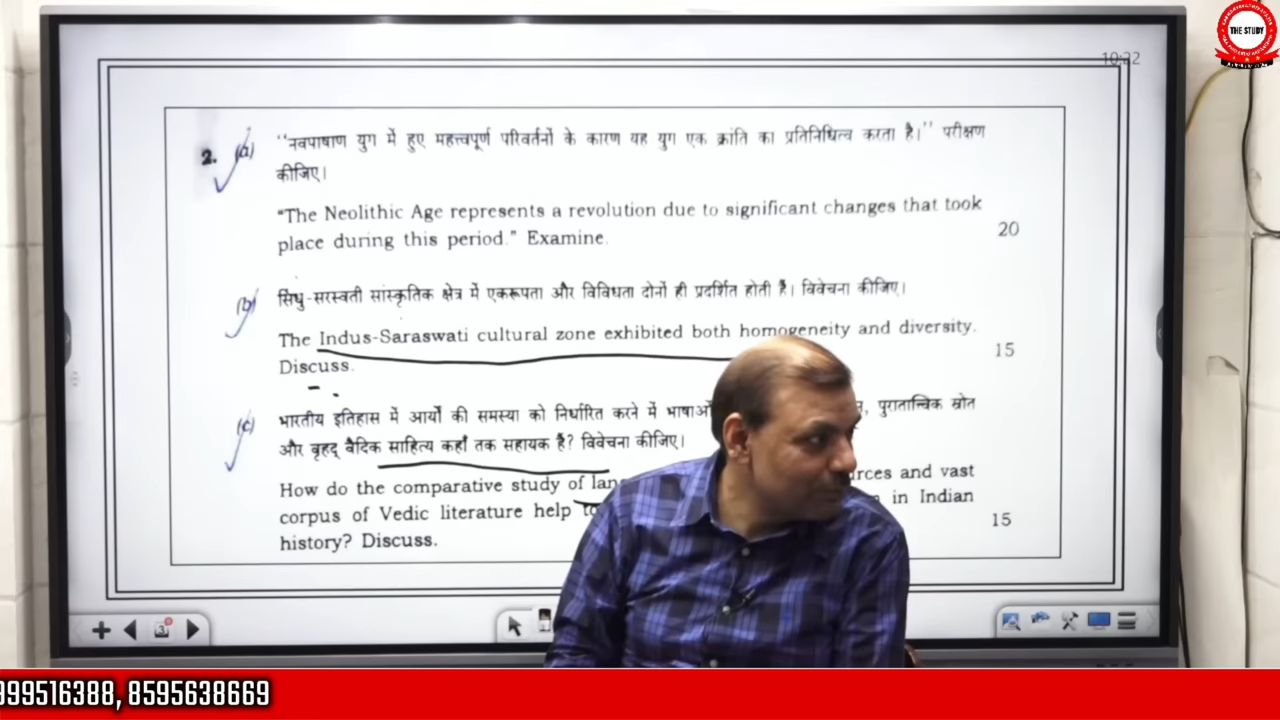 THE STUDY
10:22
2. (a) "नवपाषाण युग में हुए महत्त्वपूर्ण परिवर्तनों के कारण यह युग एक क्रांति का प्रतिनिधित्व करता है।" परीक्षण
कीजिए।
"The Neolithic Age represents a revolution due to significant changes that took
place during this period." Examine.
20
(b) सिंधु-सरस्वती सांस्कृतिक क्षेत्र में एकरूपता और विविधता दोनों ही प्रदर्शित होती हैं। विवेचना कीजिए।
The Indus-Saraswati cultural zone exhibited both homogeneity and diversity.
Discuss.
15
(c) भारतीय इतिहास में आर्यों की समस्या को निर्धारित करने में पुरातात्त्विक स्रोत
और वृहद् वैदिक साहित्य कहाँ तक सहायक है? विवेचना कीजिए।
How do the comparative study of and vast
corpus of Vedic literature help in Indian
history? Discuss.
15
3
999516388, 8595638669